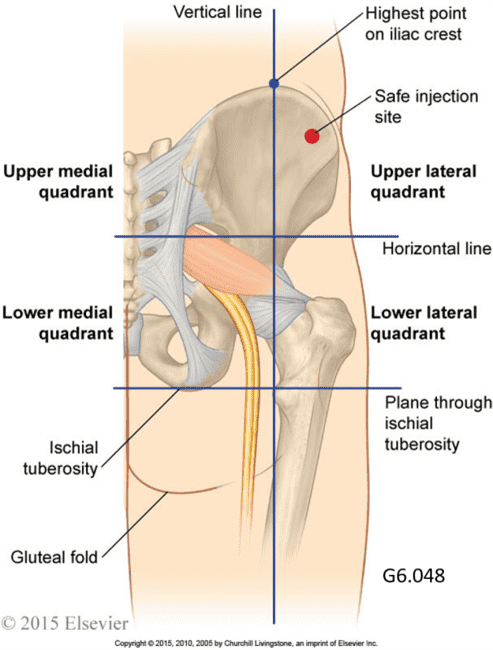 Vertical line
Highest point
on iliac crest
Safe injection
site
Upper medial
quadrant
Upper lateral
quadrant
Horizontal line
Lower medial
quadrant
Lower lateral
quadrant
Plane through
ischial
tuberosity
Ischial
tuberosity
Gluteal fold
G6.048
© 2015 Elsevier
Copyright © 2015, 2010, 2005 by Churchill Livingstone, an imprint of Elsevier Inc.